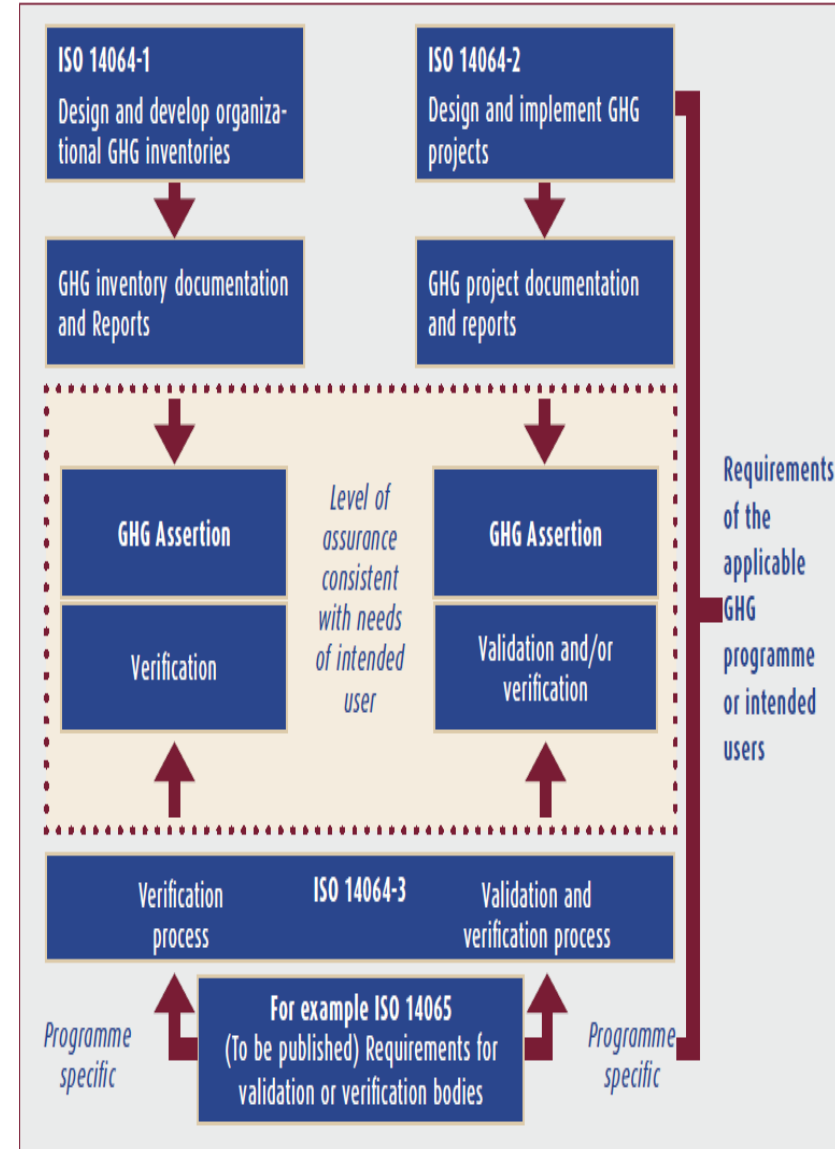 ISO 14064-1
Design and develop organiza-
tional GHG inventories
ISO 14064-2
Design and implement GHG
projects
GHG inventory documentation
and Reports
GHG project documentation
and reports
GHG Assertion
Verification
Level of
assurance
consistent
with needs
of intended
user
GHG Assertion
Validation and/or
verification
Requirements
of the
applicable
GHG
programme
or intended
users
Verification
process
ISO 14064-3
Validation and
verification process
Programme
specific
For example ISO 14065
(To be published) Requirements for
validation or verification bodies
Programme
specific